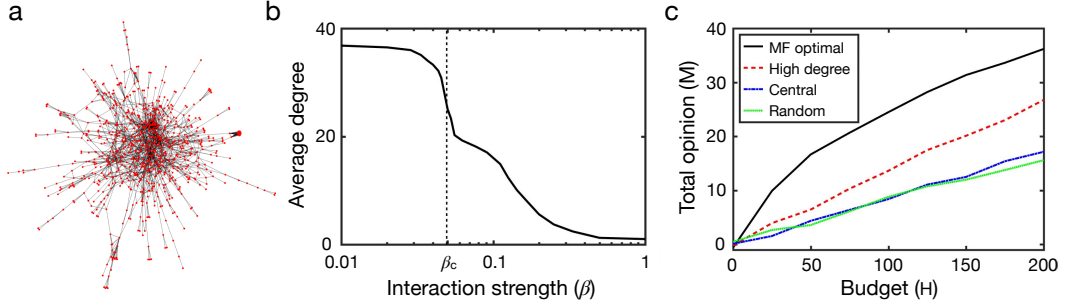 a
b
40
20
0
Average degree
0.01
βc
0.1
1
Interaction strength (β)
c
40
30
20
10
0
Total opinion (M)
MF optimal
High degree
Central
Random
0
50
100
150
200
Budget (H)